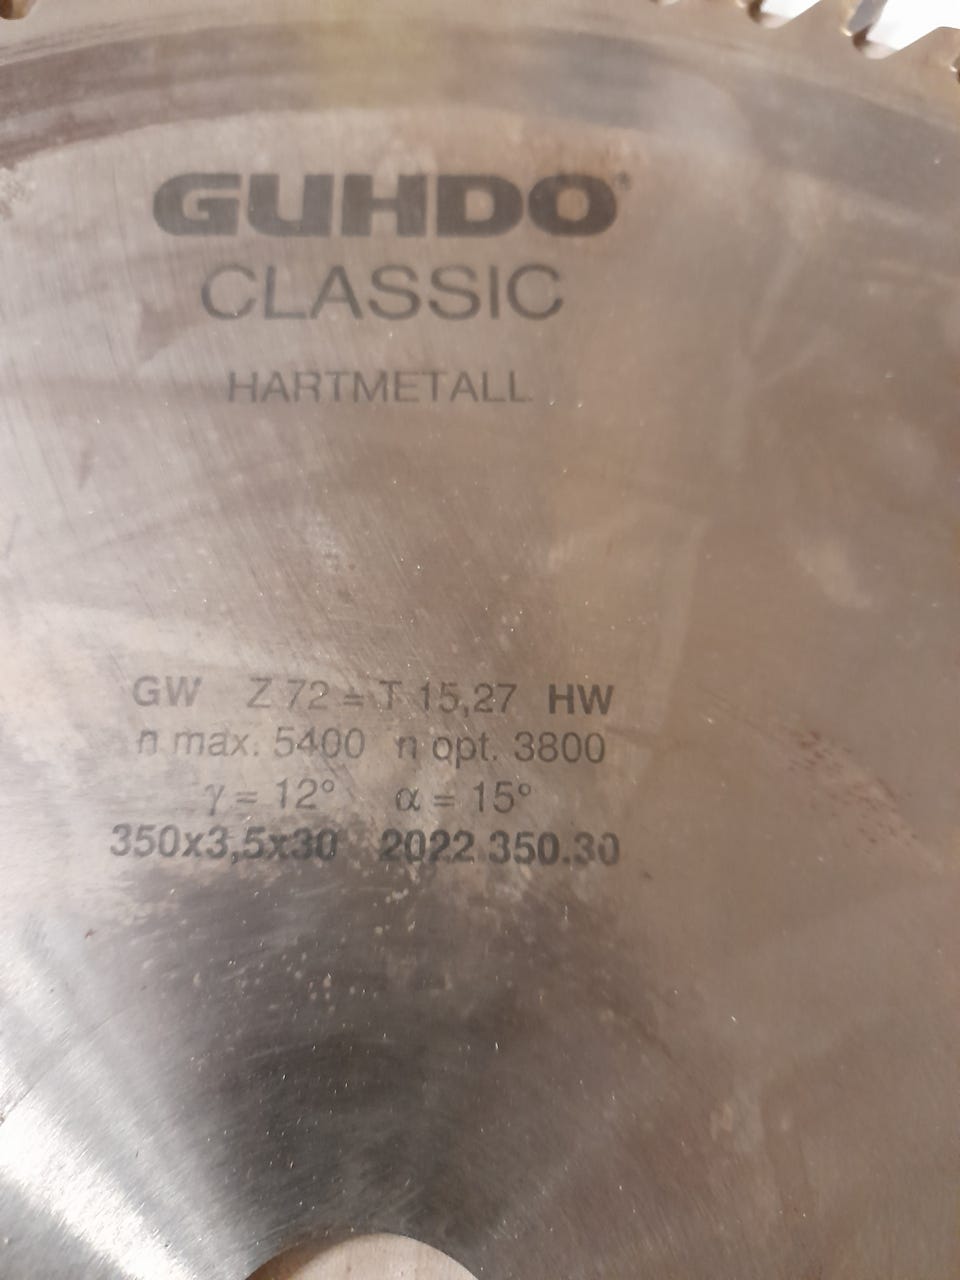 GUHDO®
CLASSIC
HARTMETALL
GW Z 72 = T 15,27 HW
n max. 5400 n opt. 3800
γ = 12° α = 15°
350x3,5x30 2022 350.30